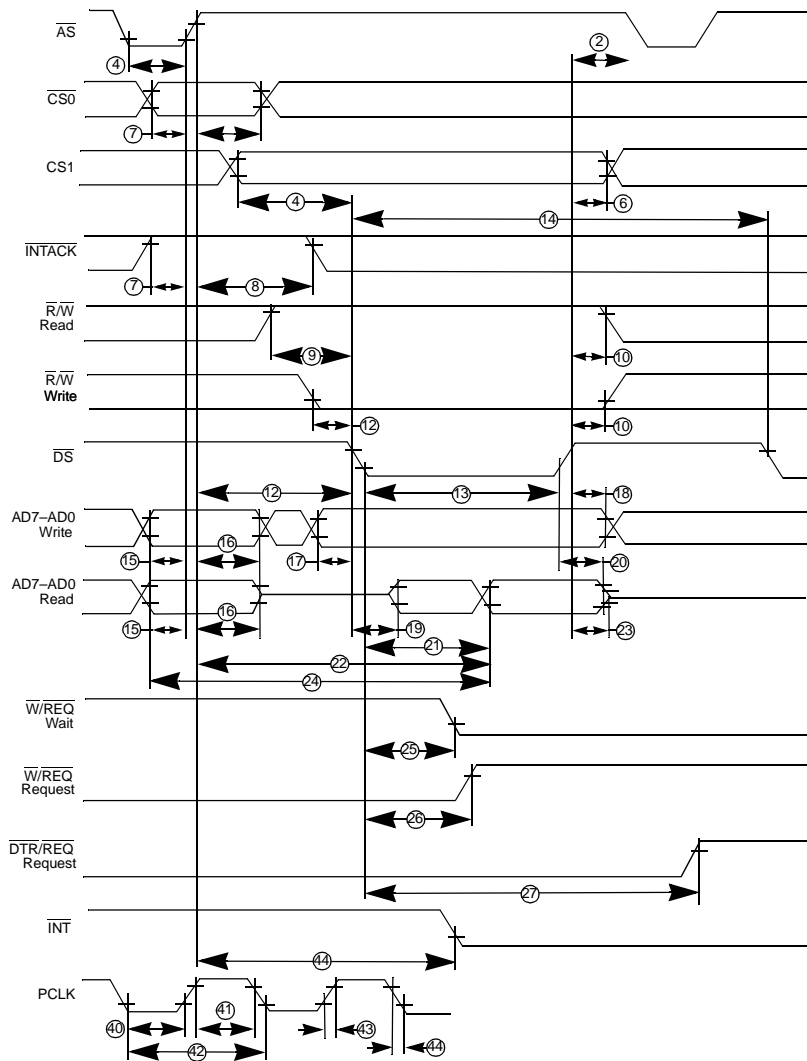 AS
2
4
CS0
7
CS1
4
6
14
INTACK
7
8
R/W
Read
9
10
R/W
Write
12
10
DS
12
13
18
AD7–AD0
Write
15
16
17
20
AD7–AD0
Read
16
15
19
23
21
22
24
W/REQ
Wait
25
W/REQ
Request
26
DTR/REQ
Request
27
INT
44
PCLK
40
41
43
42
44